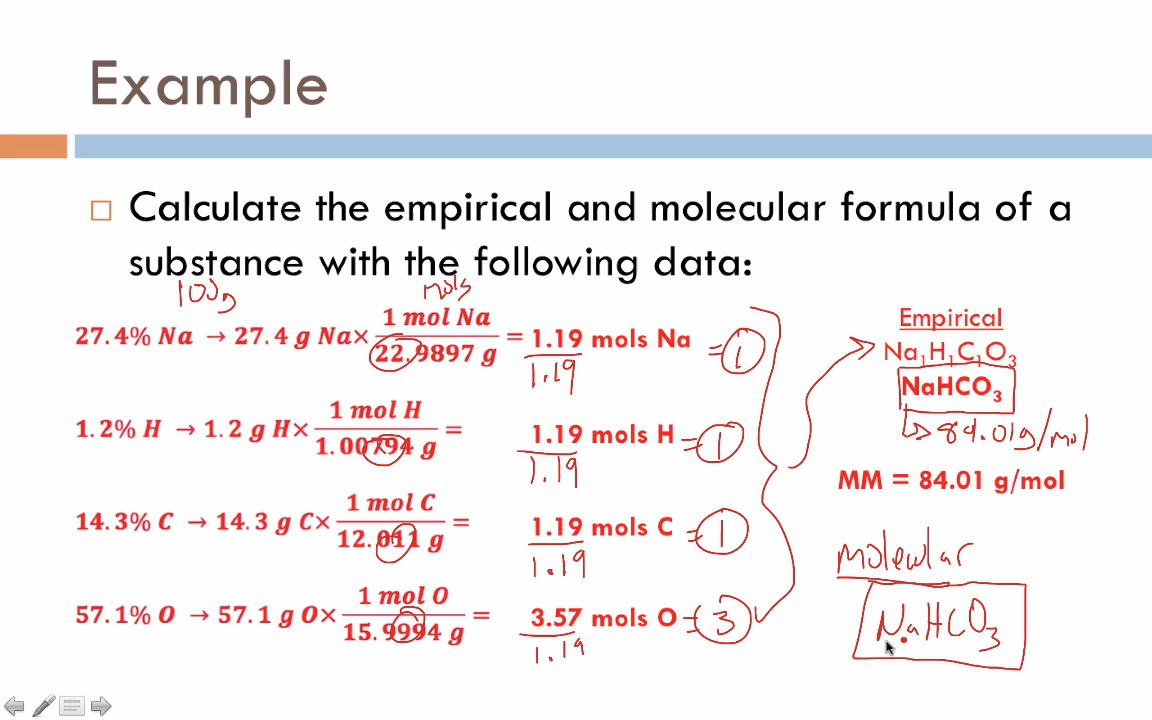 Example
Calculate the empirical and molecular formula of a
substance with the following data:
100g
mols
27.4% Na → 27.4 g Na× 1 mol Na / 22.9897 g = 1.19 mols Na = 1
1.19
1.2% H → 1.2 g H× 1 mol H / 1.00794 g = 1.19 mols H = 1
1.19
14.3% C → 14.3 g C× 1 mol C / 12.011 g = 1.19 mols C = 1
1.19
57.1% O → 57.1 g O× 1 mol O / 15.9994 g = 3.57 mols O = 3
1.19
Empirical
Na₁H₁C₁O₃
NaHCO₃
↳ 84.01g/mol
MM = 84.01 g/mol
molecular
NaHCO₃